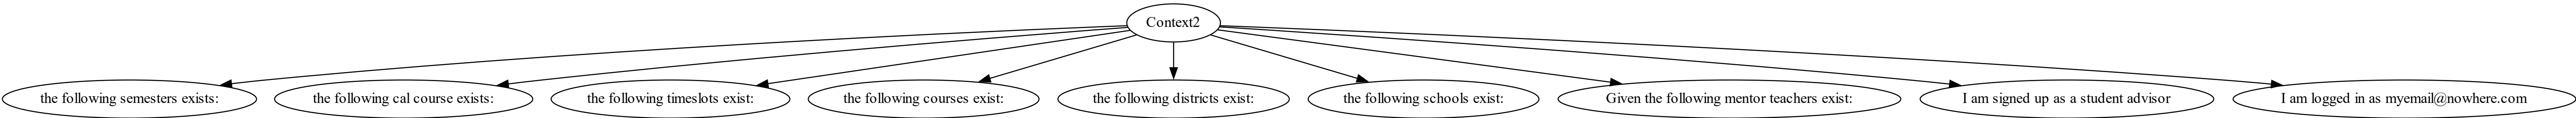 Context2
the following semesters exists:
the following cal course exists:
the following timeslots exist:
the following courses exist:
the following districts exist:
the following schools exist:
Given the following mentor teachers exist:
I am signed up as a student advisor
I am logged in as myemail@nowhere.com